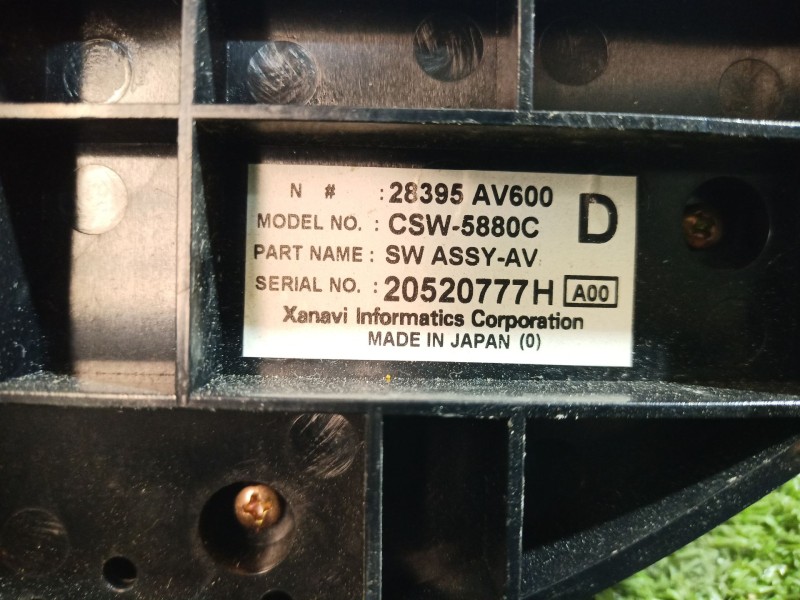 N # : 28395 AV600
D
MODEL NO. : CSW-5880C
PART NAME : SW ASSY-AV
SERIAL NO. : 20520777H A00
Xanavi Informatics Corporation
MADE IN JAPAN (0)